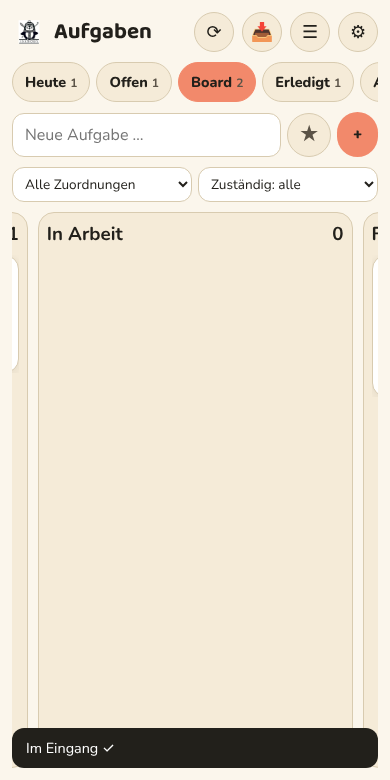 Aufgaben
Heute 1
Offen 1
Board 2
Erledigt 1
Neue Aufgabe ...
★
+
Alle Zuordnungen
Zuständig: alle
1
In Arbeit
0
Im Eingang ✓